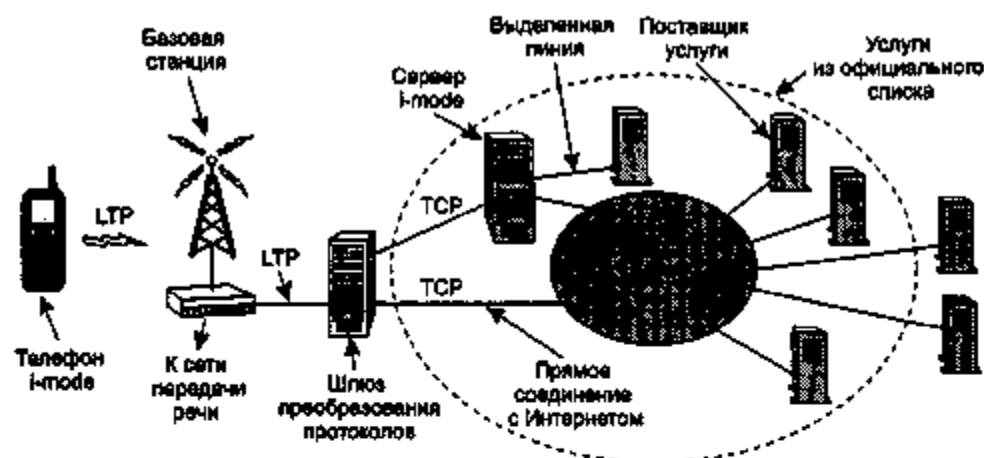 Базовая
станция
Выделенная
линия
Поставщик
услуги
Услуги
из официального
списка
Сервер
i-mode
LTP
TCP
LTP
TCP
Телефон
i-mode
К сети
передачи
речи
Шлюз
преобразования
протоколов
Прямое
соединение
с Интернетом